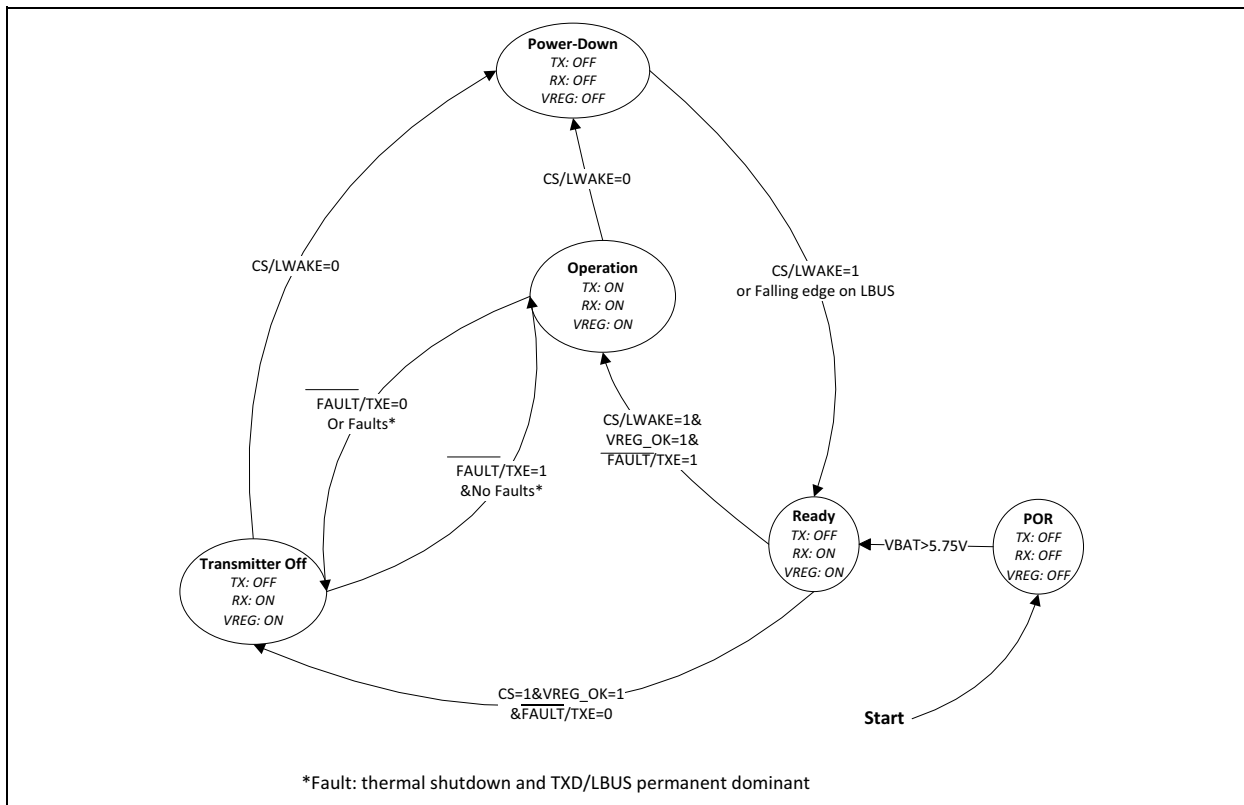 Power-Down
TX: OFF
RX: OFF
VREG: OFF
CS/LWAKE=0
CS/LWAKE=0
CS/LWAKE=1
or Falling edge on LBUS
Operation
TX: ON
RX: ON
VREG: ON
FAULT/TXE=0
Or Faults*
FAULT/TXE=1
&No Faults*
CS/LWAKE=1&
VREG_OK=1&
FAULT/TXE=1
Ready
TX: OFF
RX: ON
VREG: ON
VBAT>5.75V
POR
TX: OFF
RX: OFF
VREG: OFF
Transmitter Off
TX: OFF
RX: ON
VREG: ON
CS=1&VREG_OK=1
&FAULT/TXE=0
Start
*Fault: thermal shutdown and TXD/LBUS permanent dominant